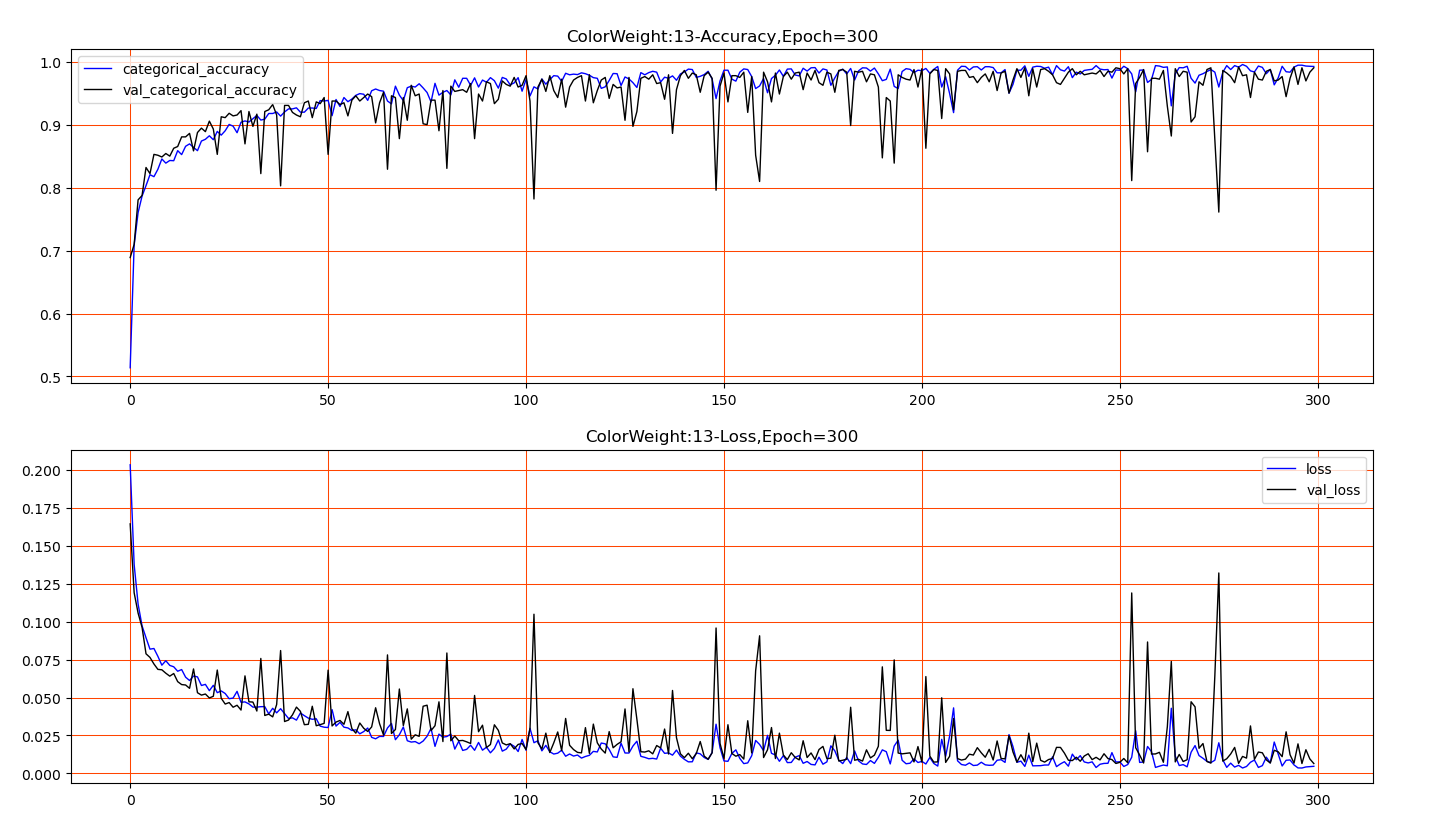 ColorWeight:13-Accuracy,Epoch=300
1.0
0.9
0.8
0.7
0.6
0.5
categorical_accuracy
val_categorical_accuracy
0 50 100 150 200 250 300
ColorWeight:13-Loss,Epoch=300
0.200
0.175
0.150
0.125
0.100
0.075
0.050
0.025
0.000
loss
val_loss
0 50 100 150 200 250 300